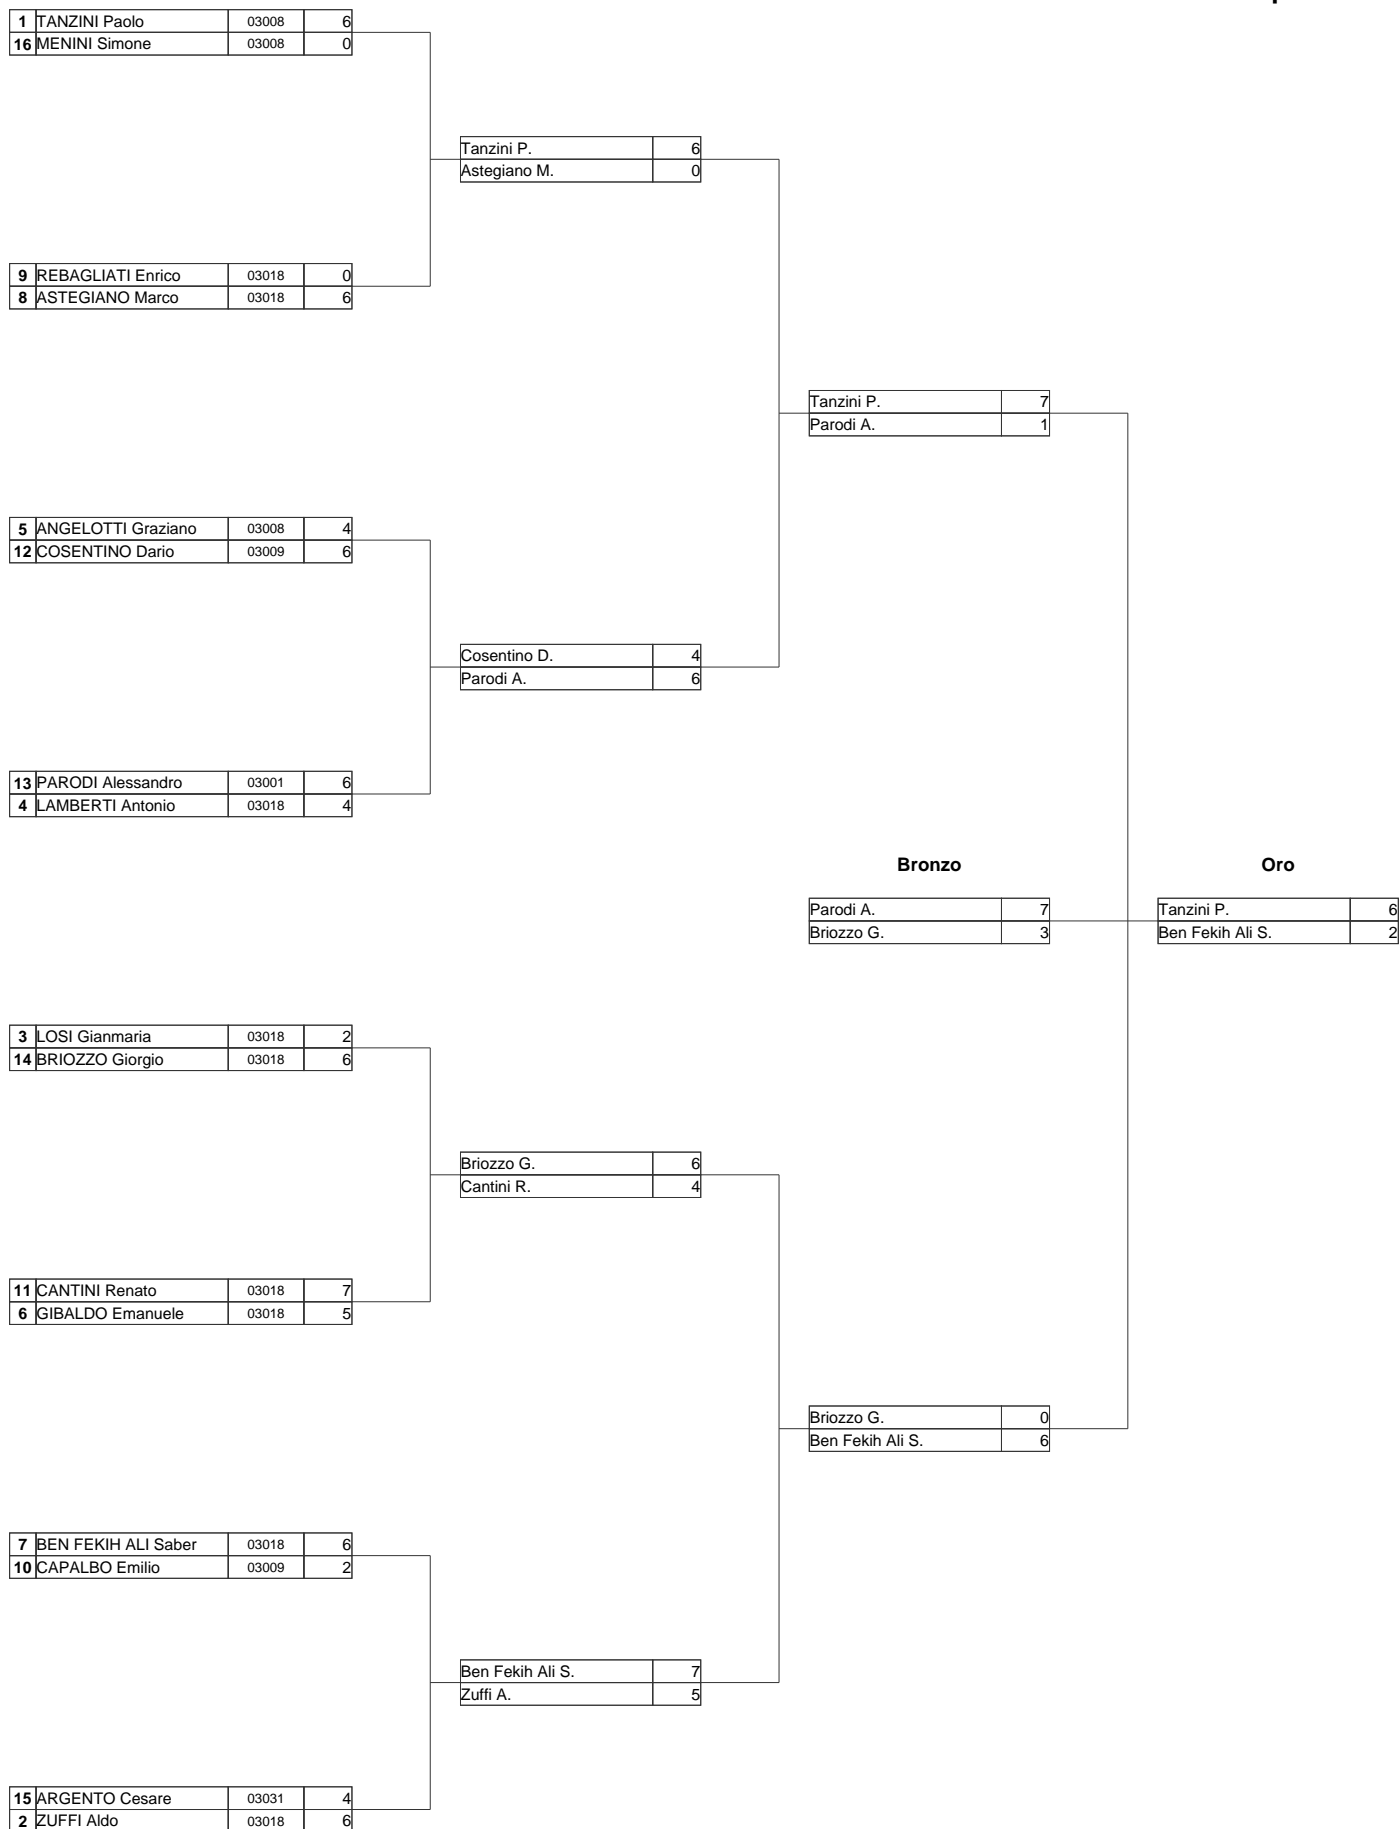 1 TANZINI Paolo 03008 6
16 MENINI Simone 03008 0
Tanzini P. 6
Astegiano M. 0
9 REBAGLIATI Enrico 03018 0
8 ASTEGIANO Marco 03018 6
Tanzini P. 7
Parodi A. 1
5 ANGELOTTI Graziano 03008 4
12 COSENTINO Dario 03009 6
Cosentino D. 4
Parodi A. 6
13 PARODI Alessandro 03001 6
4 LAMBERTI Antonio 03018 4
Bronzo Oro
Parodi A. 7 Tanzini P. 6
Briozzo G. 3 Ben Fekih Ali S. 2
3 LOSI Gianmaria 03018 2
14 BRIOZZO Giorgio 03018 6
Briozzo G. 6
Cantini R. 4
11 CANTINI Renato 03018 7
6 GIBALDO Emanuele 03018 5
Briozzo G. 0
Ben Fekih Ali S. 6
7 BEN FEKIH ALI Saber 03018 6
10 CAPALBO Emilio 03009 2
Ben Fekih Ali S. 7
Zuffi A. 5
15 ARGENTO Cesare 03031 4
2 ZUFFI Aldo 03018 6